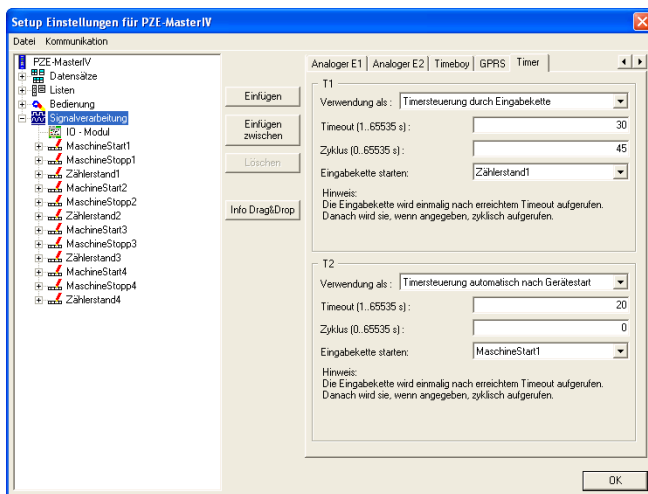 Setup Einstellungen für PZE-MasterIV
Datei Kommunikation
PZE-MasterIV
Datensätze
Listen
Bedienung
Signalverarbeitung
IO - Modul
MaschineStart1
MaschineStopp1
Zählerstand1
MachineStart2
MaschineStopp2
Zählerstand2
MachineStart3
MaschineStopp3
Zählerstand3
MachineStart4
MaschineStopp4
Zählerstand4
Einfügen
Einfügen
zwischen
Löschen
Info Drag&Drop
Analoger E1 Analoger E2 Timeboy GPRS Timer
T1
Verwendung als : Timersteuerung durch Eingabekette
Timeout (1..65535 s) : 30
Zyklus (0..65535 s) : 45
Eingabekette starten: Zählerstand1
Hinweis:
Die Eingabekette wird einmalig nach erreichtem Timeout aufgerufen.
Danach wird sie, wenn angegeben, zyklisch aufgerufen.
T2
Verwendung als : Timersteuerung automatisch nach Gerätestart
Timeout (1..65535 s) : 20
Zyklus (0..65535 s) : 0
Eingabekette starten: MaschineStart1
Hinweis:
Die Eingabekette wird einmalig nach erreichtem Timeout aufgerufen.
Danach wird sie, wenn angegeben, zyklisch aufgerufen.
OK